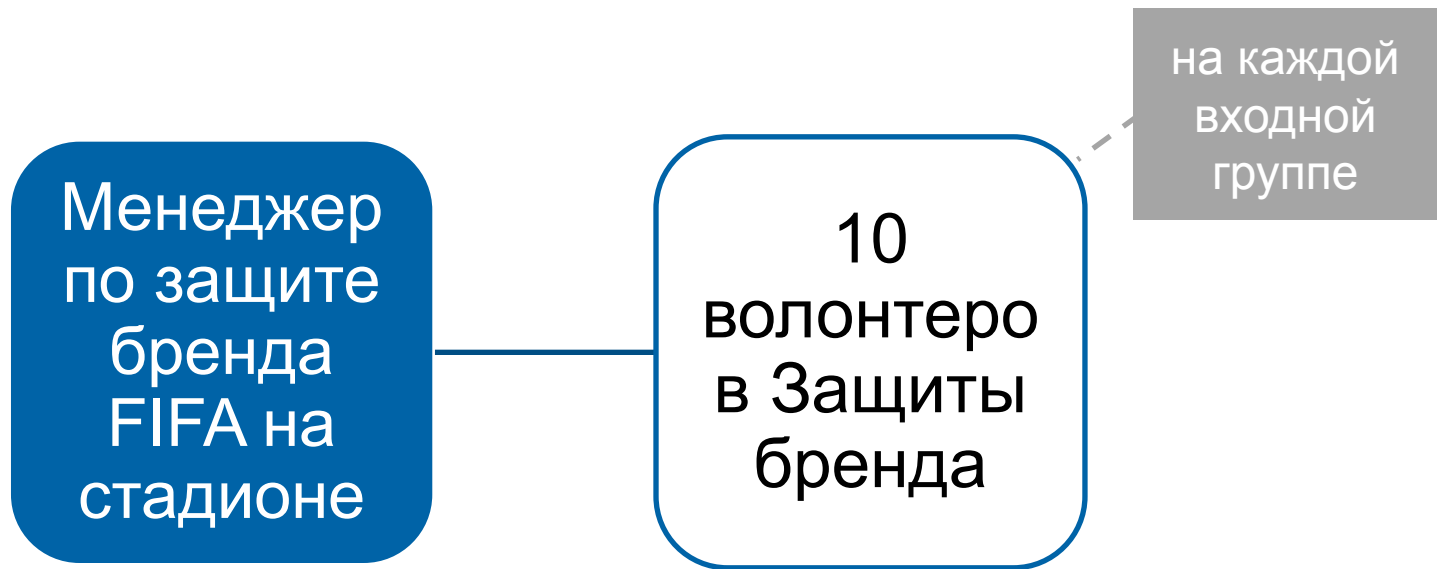 Менеджер
по защите
бренда
FIFA на
стадионе
10
волонтеро
в Защиты
бренда
на каждой
входной
группе